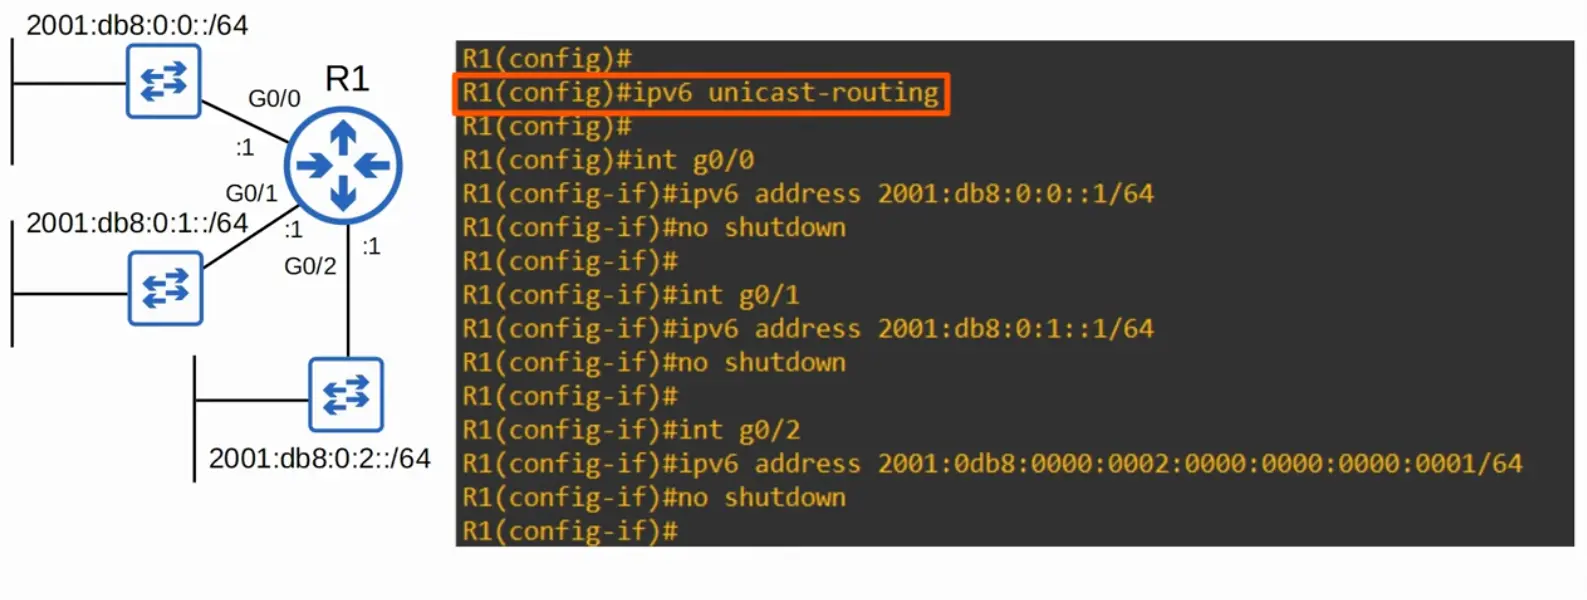 2001:db8:0:0::/64
R1
G0/0
:1
G0/1
2001:db8:0:1::/64
:1
:1
G0/2
2001:db8:0:2::/64
R1(config)#
R1(config)#ipv6 unicast-routing
R1(config)#
R1(config)#int g0/0
R1(config-if)#ipv6 address 2001:db8:0:0::1/64
R1(config-if)#no shutdown
R1(config-if)#
R1(config-if)#int g0/1
R1(config-if)#ipv6 address 2001:db8:0:1::1/64
R1(config-if)#no shutdown
R1(config-if)#
R1(config-if)#int g0/2
R1(config-if)#ipv6 address 2001:0db8:0000:0002:0000:0000:0000:0001/64
R1(config-if)#no shutdown
R1(config-if)#